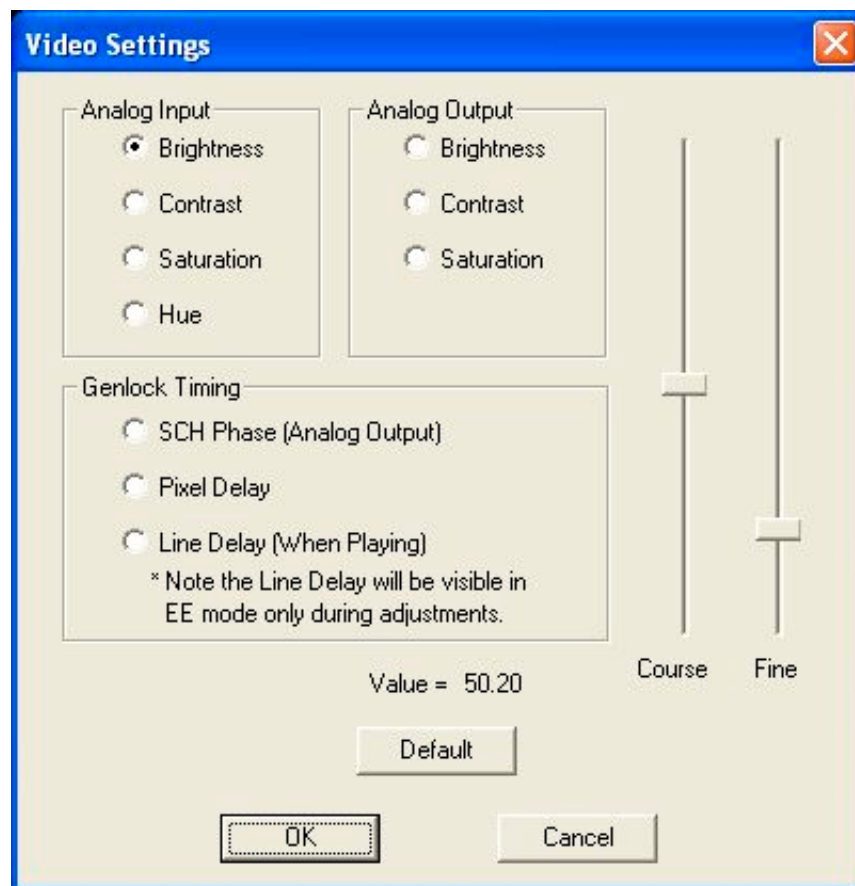 Video Settings
Analog Input
Brightness
Contrast
Saturation
Hue
Analog Output
Brightness
Contrast
Saturation
Genlock Timing
SCH Phase (Analog Output)
Pixel Delay
Line Delay (When Playing)
* Note the Line Delay will be visible in
EE mode only during adjustments.
Course
Fine
Value = 50.20
Default
OK
Cancel